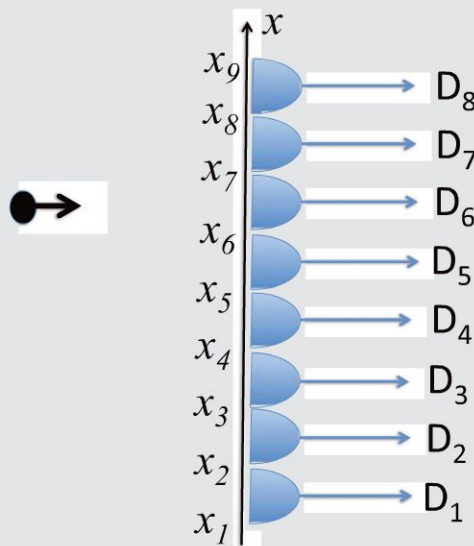 x
x₉
D₈
x₈
D₇
x₇
D₆
x₆
D₅
x₅
D₄
x₄
D₃
x₃
D₂
x₂
D₁
x₁